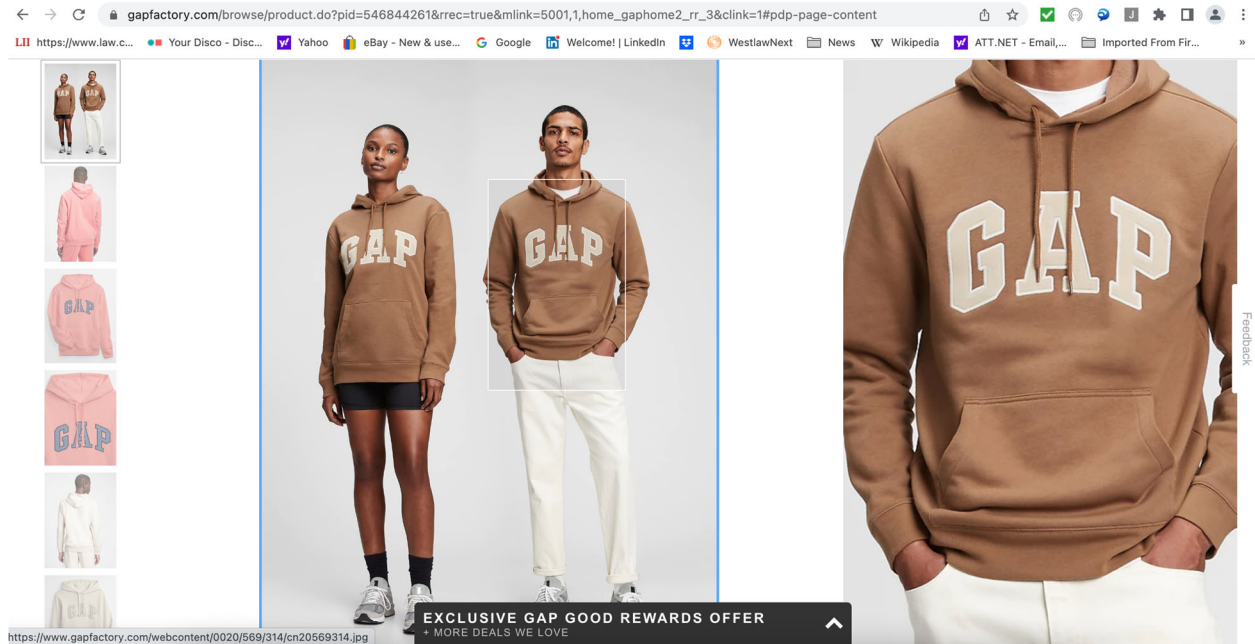 gapfactory.com/browse/product.do?pid=546844261&rrec=true&mlink=5001,1,home_gaphome2_rr_3&clink=1#pdp-page-content
LII https://www.law.c... Your Disco - Disc... y! Yahoo eBay - New & use... G Google in Welcome! | LinkedIn WestlawNext News W Wikipedia y! ATT.NET - Email,... Imported From Fir... »
GAP
GAP
GAP
GAP
GAP
GAP
GAP
GAP
Feedback
EXCLUSIVE GAP GOOD REWARDS OFFER
+ MORE DEALS WE LOVE
https://www.gapfactory.com/webcontent/0020/569/314/cn20569314.jpg